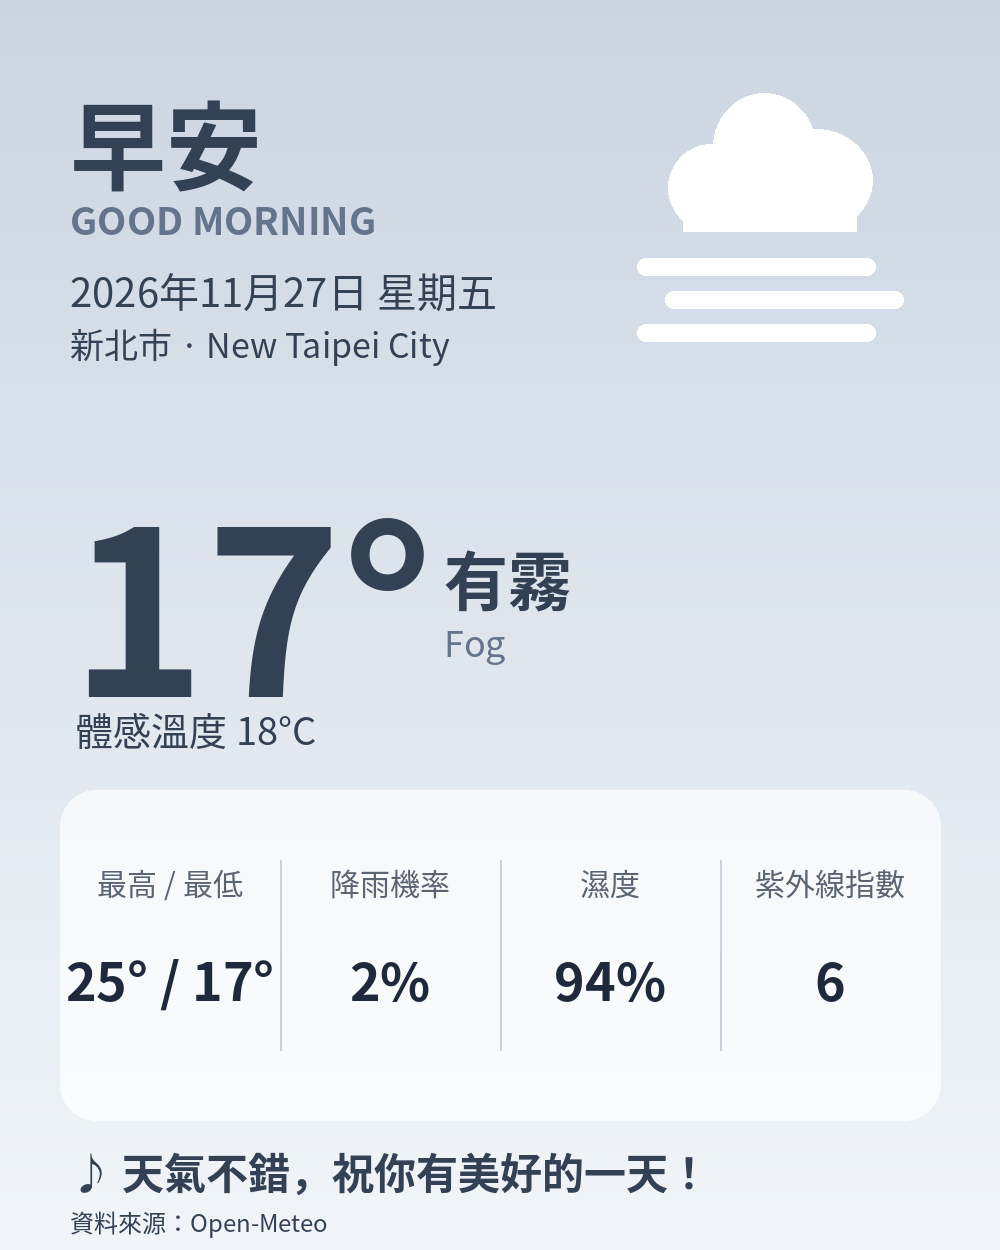 早安
GOOD MORNING
2026年11月27日 星期五
新北市 · New Taipei City
17°
有霧
Fog
體感溫度 18°C
最高 / 最低
降雨機率
濕度
紫外線指數
25° / 17°
2%
94%
6
♪ 天氣不錯，祝你有美好的一天！
資料來源：Open-Meteo